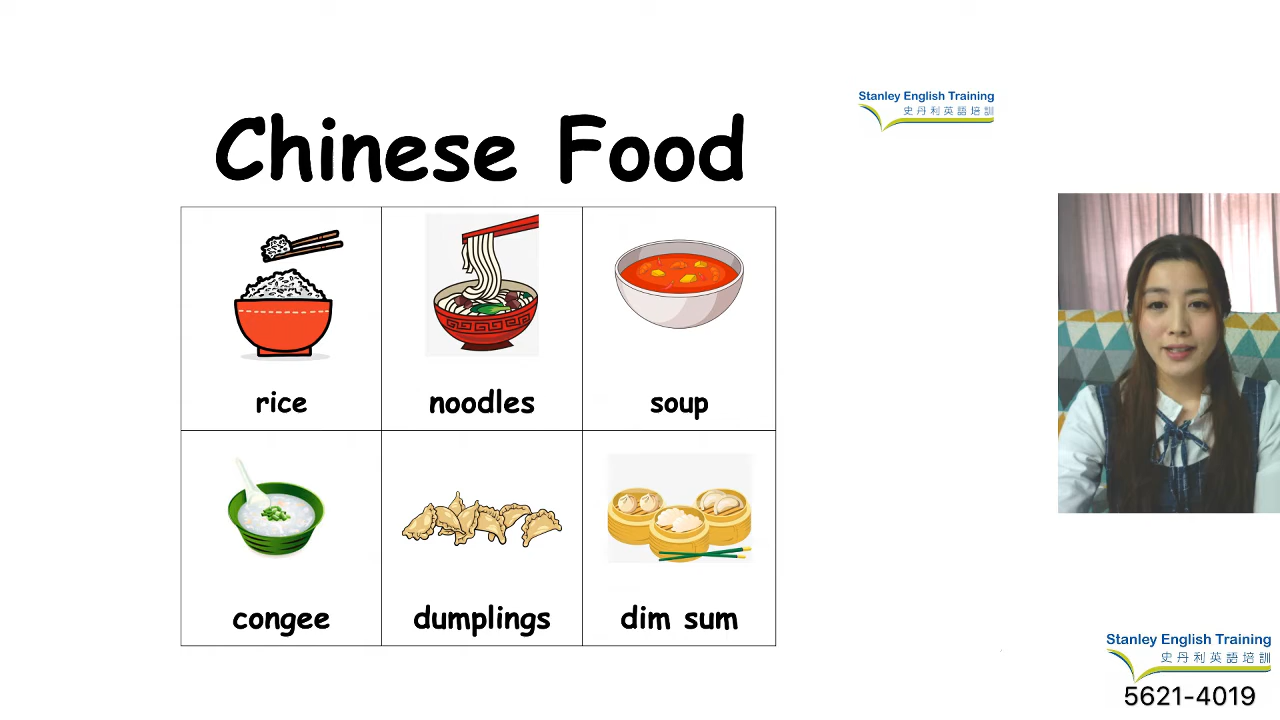 Stanley English Training
史丹利英語培訓
Chinese Food
rice
noodles
soup
congee
dumplings
dim sum
Stanley English Training
史丹利英語培訓
5621-4019